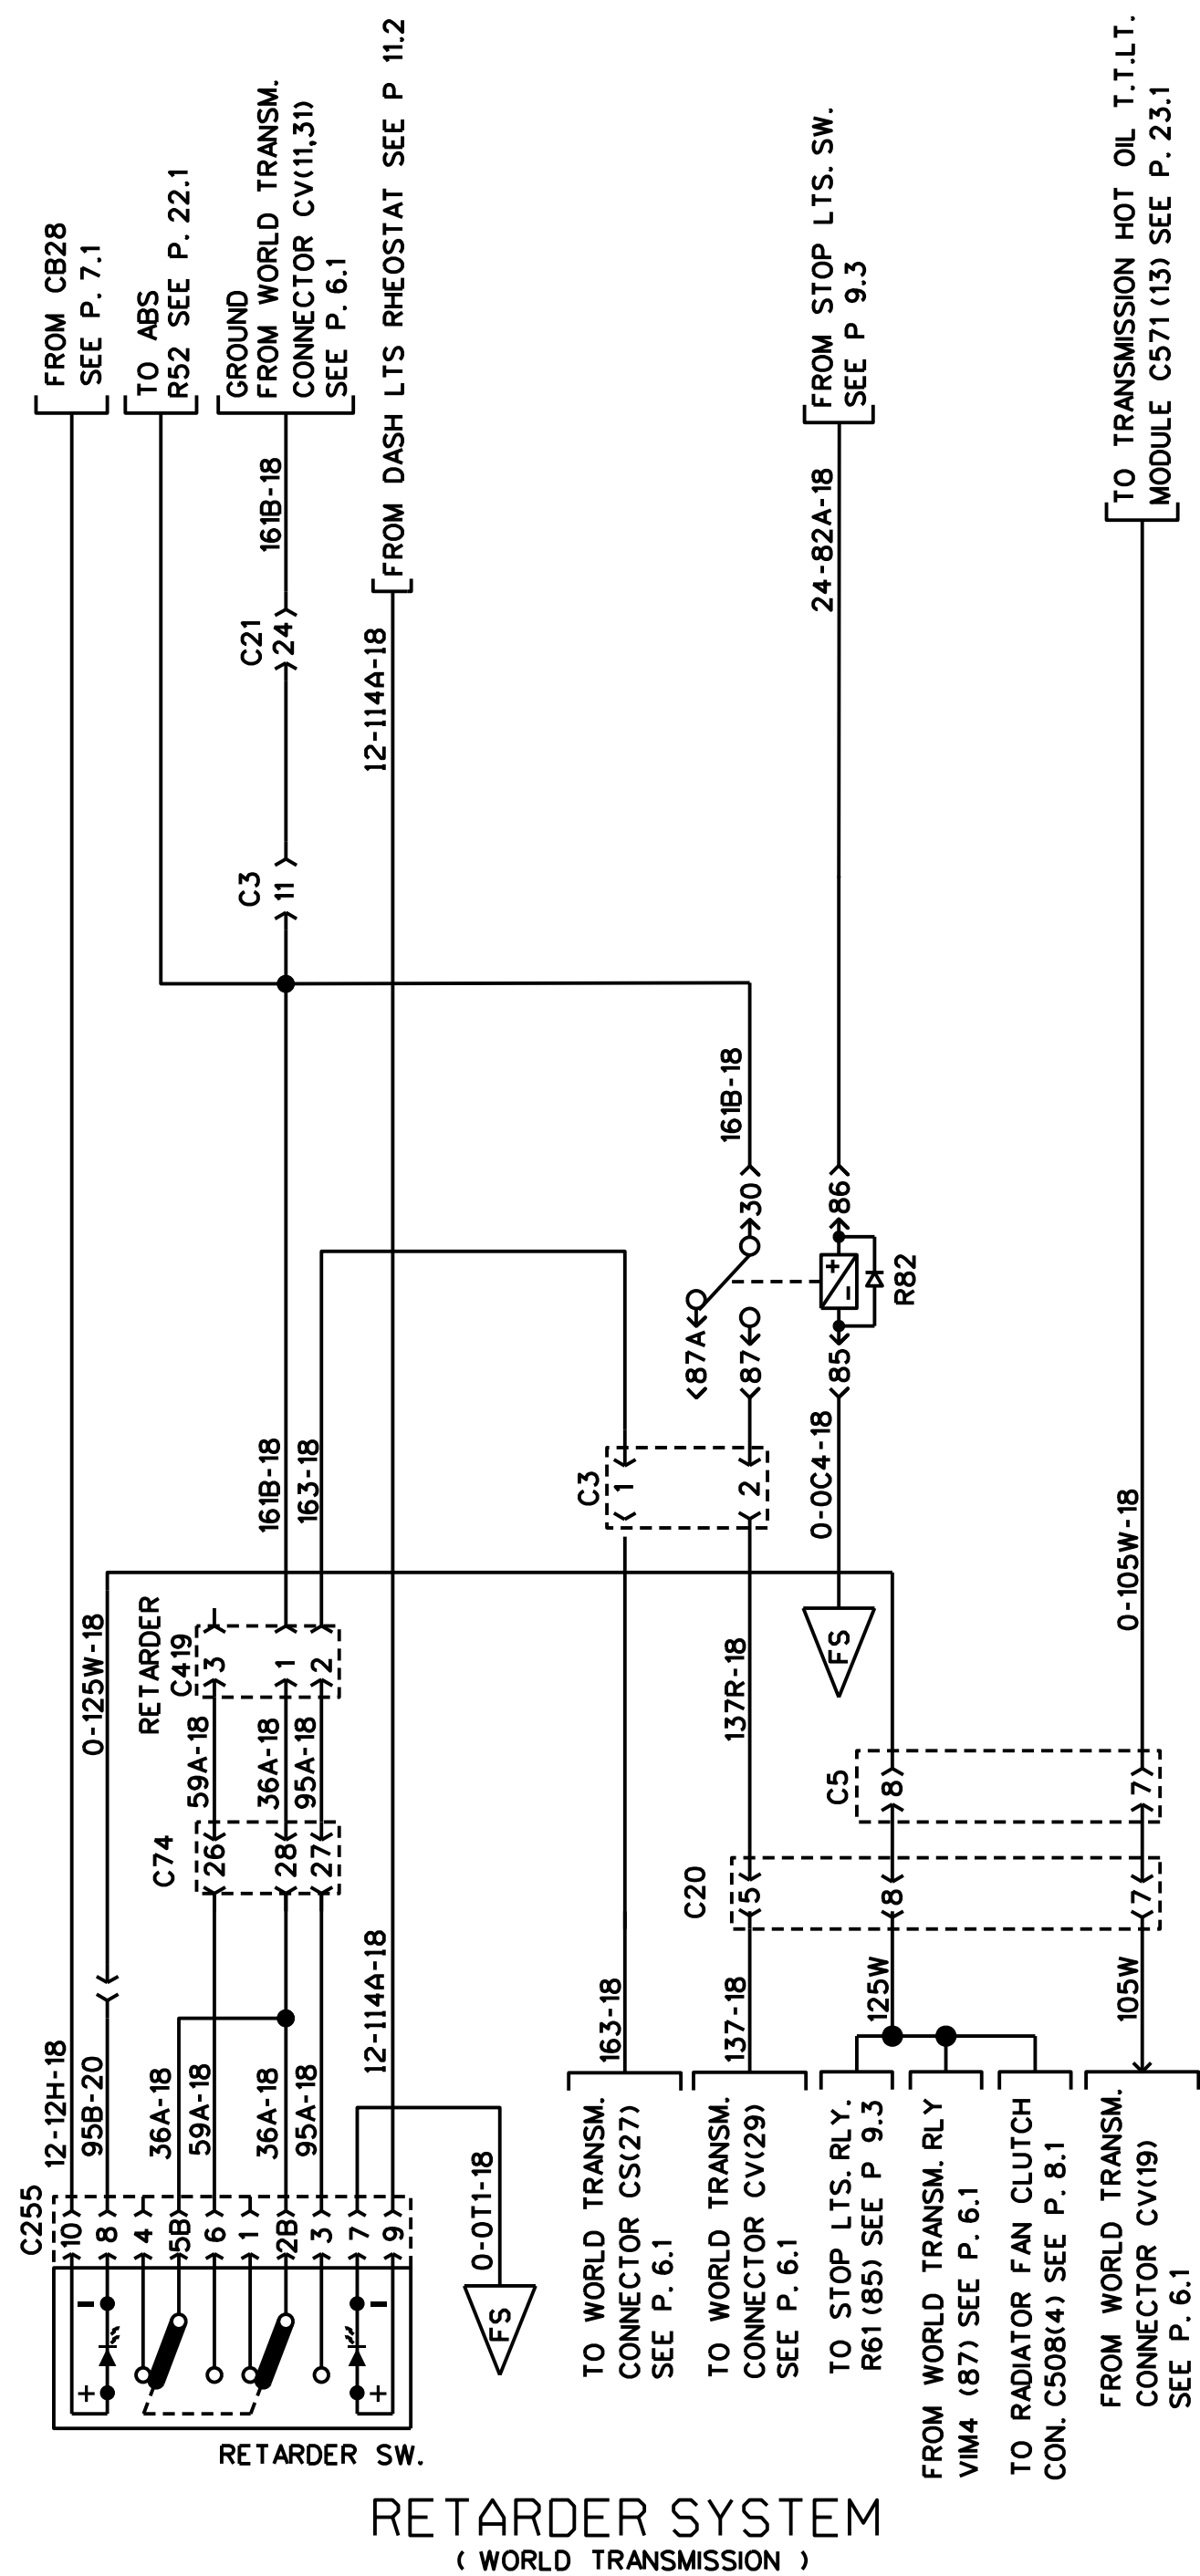 FROM CB28
SEE P. 7.1
TO ABS
R52 SEE P. 22.1
GROUND
FROM WORLD TRANSM.
CONNECTOR CV(11,31)
SEE P. 6.1
FROM DASH LTS RHEOSTAT SEE P 11.2
FROM STOP LTS. SW.
SEE P 9.3
TO TRANSMISSION HOT OIL T.T.LT.
MODULE C571 (13) SEE P. 23.1
161B-18
C21
24
12-114A-18
24-82A-18
C3
11
161B-18
30
86
87A
87
85
+
-
R82
161B-18
163-18
C3
1
2
0-0C4-18
FS
0-105W-18
0-125W-18
RETARDER
C419
3
1
2
59A-18
36A-18
95A-18
137R-18
C74
26
28
27
C5
8
7
C20
5
8
7
12-12H-18
95B-20
36A-18
59A-18
36A-18
95A-18
12-114A-18
163-18
137-18
125W
105W
C255
10
8
4
5B
6
1
2B
3
7
9
0-0T1-18
FS
-
+
-
+
RETARDER SW.
TO WORLD TRANSM.
CONNECTOR CS(27)
SEE P. 6.1
TO WORLD TRANSM.
CONNECTOR CV(29)
SEE P. 6.1
TO STOP LTS. RLY.
R61 (85) SEE P 9.3
FROM WORLD TRANSM. RLY
VIM4 (87) SEE P. 6.1
TO RADIATOR FAN CLUTCH
CON. C508(4) SEE P. 8.1
FROM WORLD TRANSM.
CONNECTOR CV(19)
SEE P. 6.1
RETARDER SYSTEM
( WORLD TRANSMISSION )